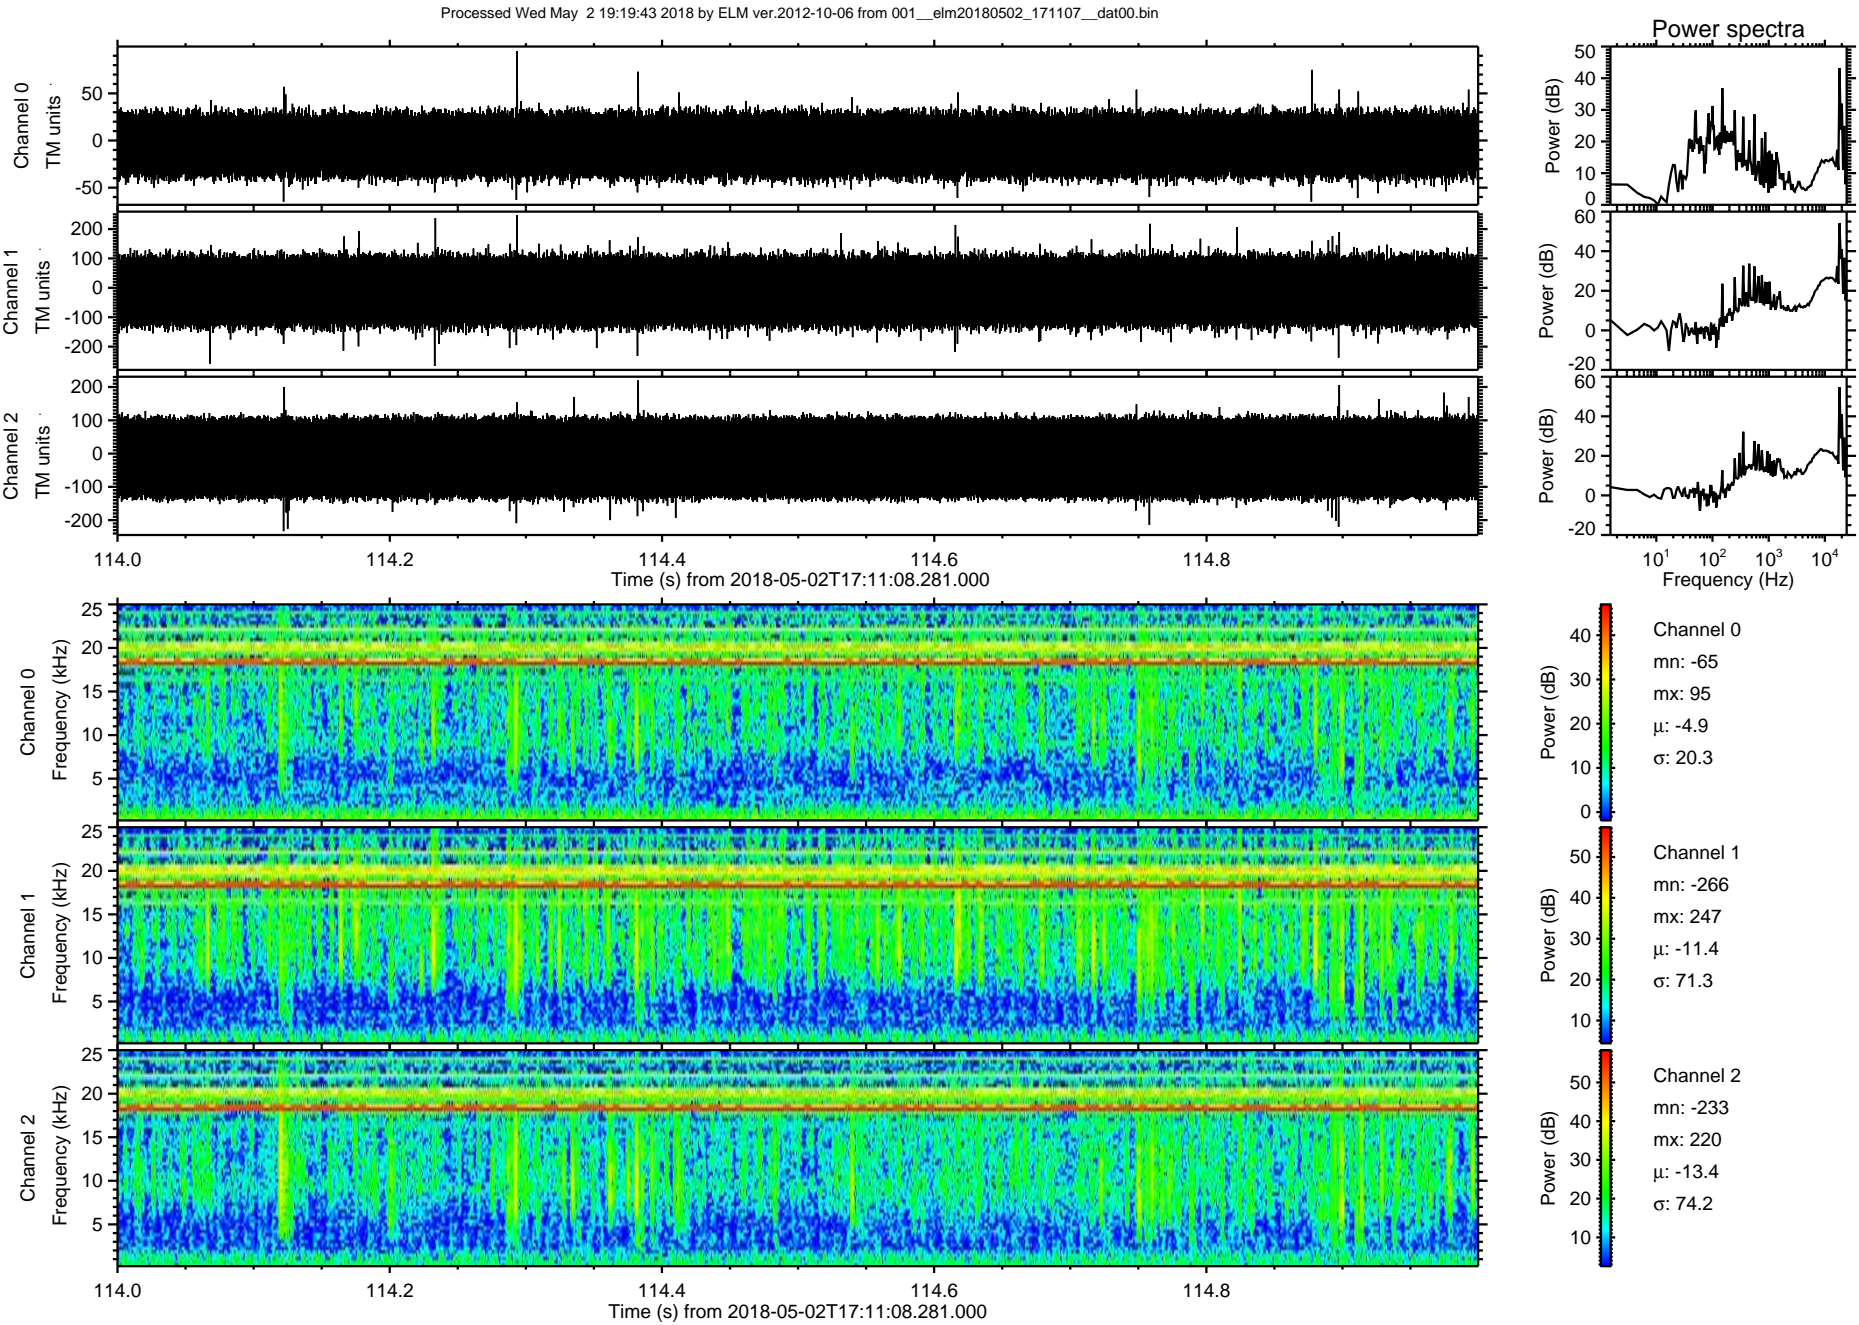 Processed Wed May  2 19:19:43 2018 by ELM ver.2012-10-06 from 001__elm20180502_171107__dat00.bin
Power spectra
Channel 0
TM units
50
0
-50
Power (dB)
50
40
30
20
10
0
Channel 1
TM units
200
100
0
-100
-200
Power (dB)
60
40
20
0
-20
Channel 2
TM units
200
100
0
-100
-200
Power (dB)
60
40
20
0
-20
114.0 114.2 114.4 114.6 114.8
Time (s) from 2018-05-02T17:11:08.281.000
10^1 10^2 10^3 10^4
Frequency (Hz)
Channel 0
Frequency (kHz)
25
20
15
10
5
Power (dB)
40
30
20
10
0
Channel 0
mn: -65
mx: 95
μ: -4.9
σ: 20.3
Channel 1
Frequency (kHz)
25
20
15
10
5
Power (dB)
50
40
30
20
10
Channel 1
mn: -266
mx: 247
μ: -11.4
σ: 71.3
Channel 2
Frequency (kHz)
25
20
15
10
5
Power (dB)
50
40
30
20
10
Channel 2
mn: -233
mx: 220
μ: -13.4
σ: 74.2
114.0 114.2 114.4 114.6 114.8
Time (s) from 2018-05-02T17:11:08.281.000